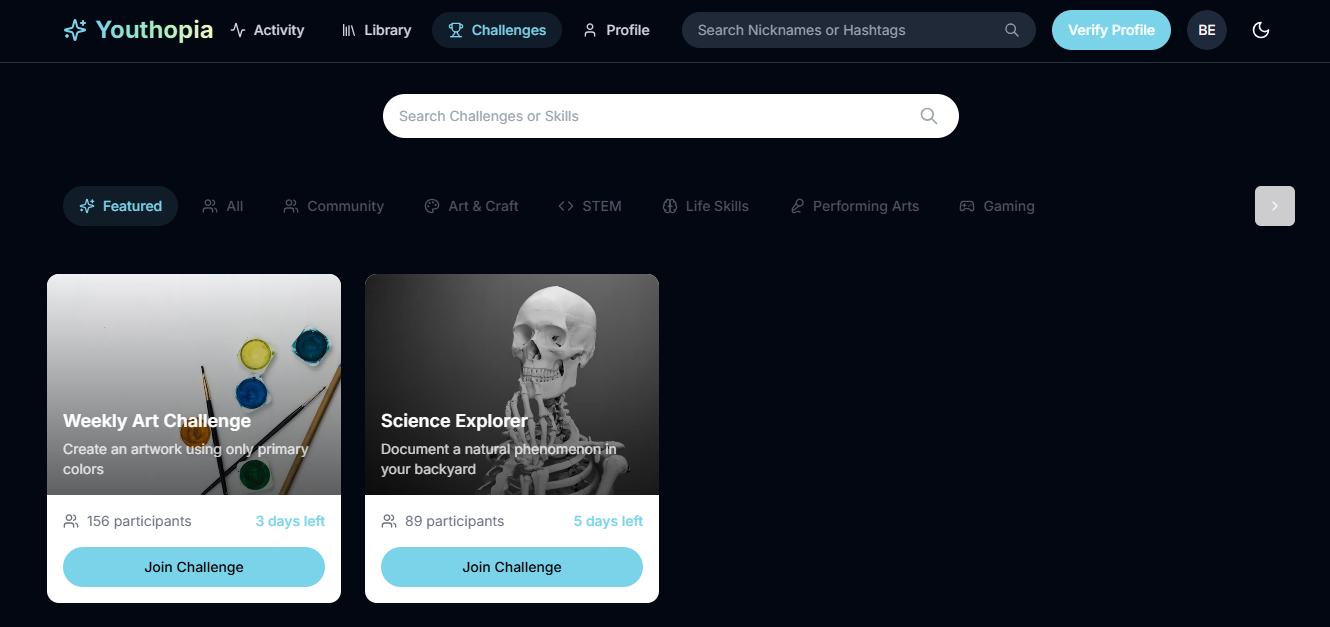 Youthopia
Activity
Library
Challenges
Profile
Search Nicknames or Hashtags
Verify Profile
BE
Search Challenges or Skills
Featured
All
Community
Art & Craft
STEM
Life Skills
Performing Arts
Gaming
Weekly Art Challenge
Create an artwork using only primary
colors
156 participants
3 days left
Join Challenge
Science Explorer
Document a natural phenomenon in
your backyard
89 participants
5 days left
Join Challenge